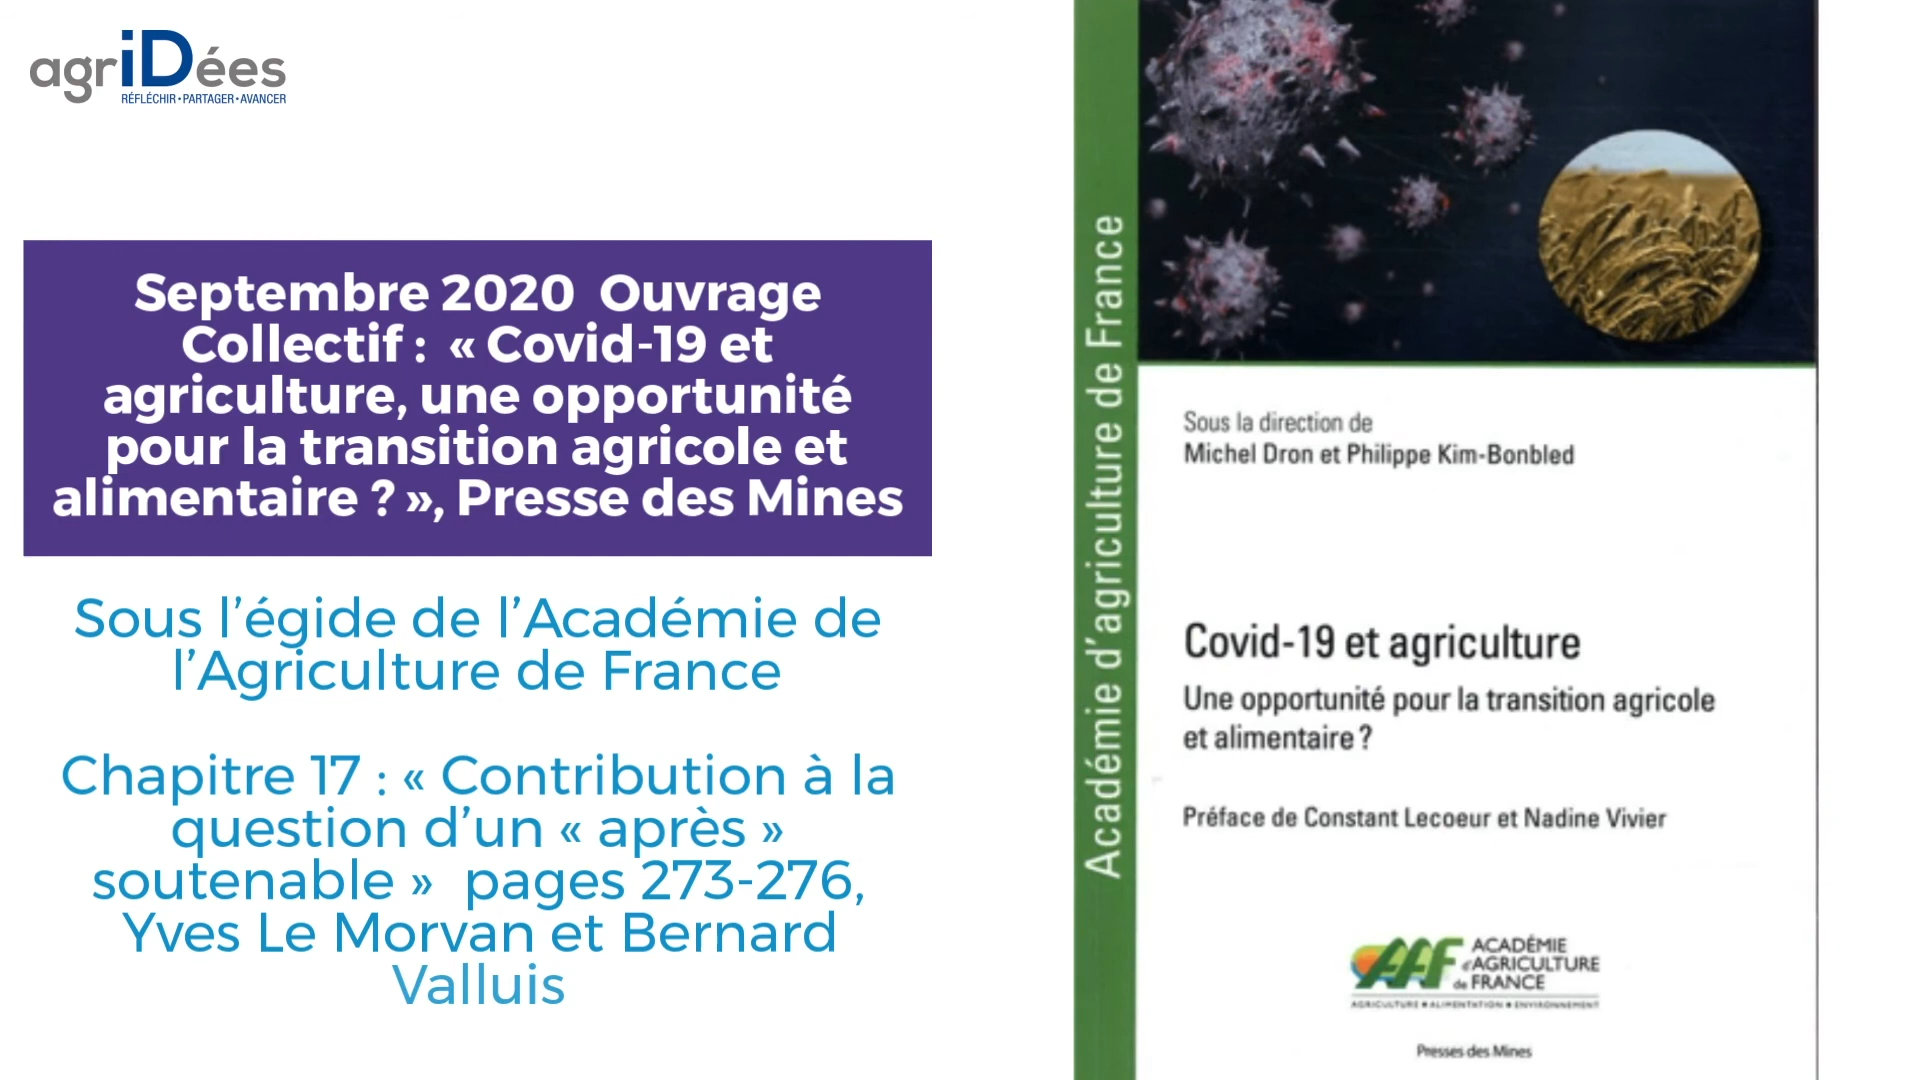 agriDées
RÉFLÉCHIR • PARTAGER • AVANCER
Septembre 2020 Ouvrage
Collectif : « Covid-19 et
agriculture, une opportunité
pour la transition agricole et
alimentaire ? », Presse des Mines
Sous l’égide de l’Académie de
l’Agriculture de France
Chapitre 17 : « Contribution à la
question d’un « après »
soutenable » pages 273-276,
Yves Le Morvan et Bernard
Valluis
Académie d’agriculture de France
Sous la direction de
Michel Dron et Philippe Kim-Bonbled
Covid-19 et agriculture
Une opportunité pour la transition agricole
et alimentaire ?
Préface de Constant Lecoeur et Nadine Vivier
AAF
ACADÉMIE
d'AGRICULTURE
de FRANCE
AGRICULTURE • ALIMENTATION • ENVIRONNEMENT
Presses des Mines